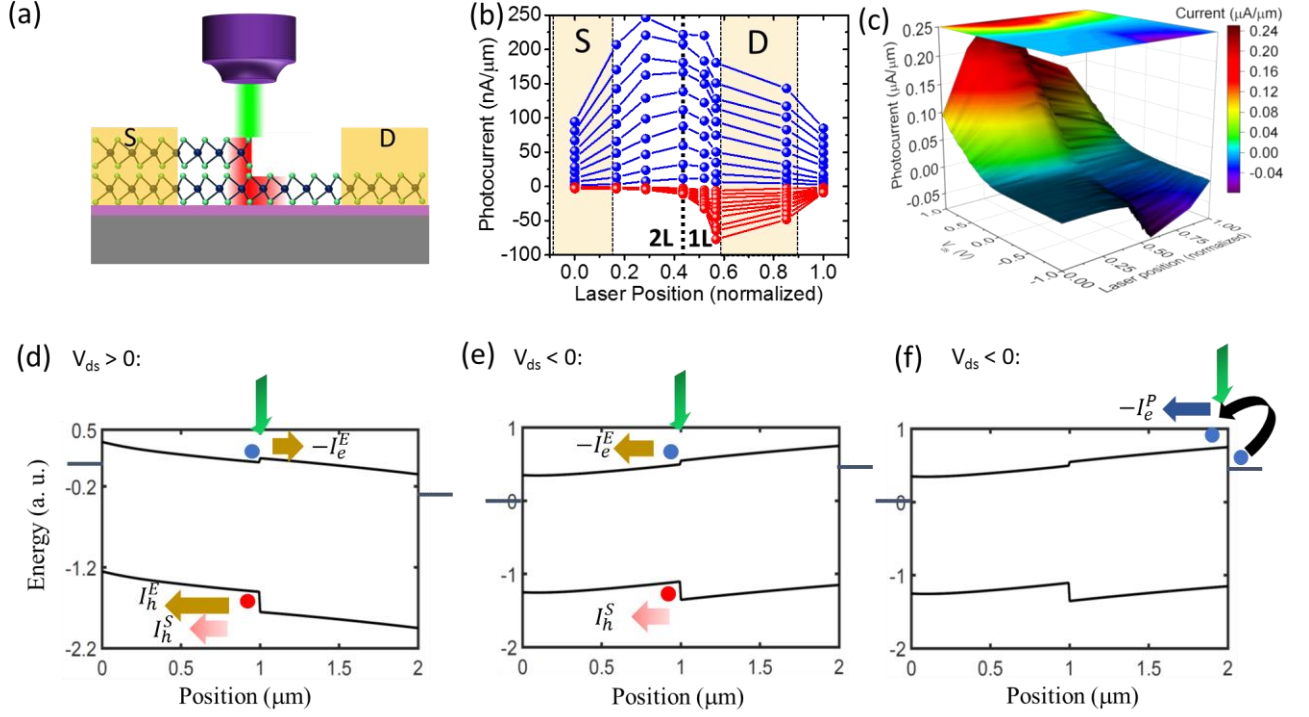 (a)
S
D
(b)
S
D
2L
1L
250
200
150
100
50
0
-50
-100
Photocurrent (nA/µm)
0.0 0.2 0.4 0.6 0.8 1.0
Laser Position (normalized)
(c)
Current (µA/µm)
0.24
0.20
0.16
0.12
0.08
0.04
0.00
-0.04
Photocurrent (µA/µm)
0.25
0.20
0.15
0.10
0.05
0.00
-0.05
1.0 0.5 0.0 -0.5 -1.0
V_ds (V)
0.00 0.25 0.50 0.75 1.00
Laser position (normalized)
(d) V_ds > 0:
0.5
-0.2
-1.2
-2.2
Energy (a. u.)
-I_e^E
I_h^E
I_h^S
0 0.5 1 1.5 2
Position (µm)
(e) V_ds < 0:
1
0
-1
-2
-I_e^E
I_h^S
0 0.5 1 1.5 2
Position (µm)
(f) V_ds < 0:
-I_e^P
1
0
-1
-2
0 0.5 1 1.5 2
Position (µm)